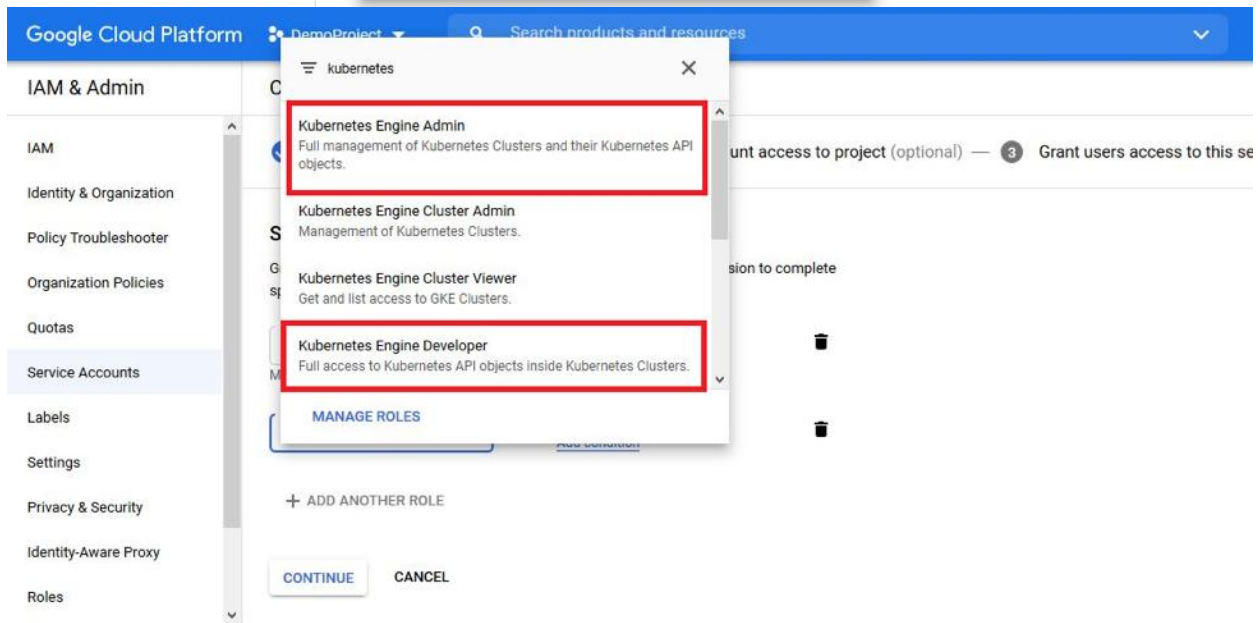 Google Cloud Platform DemoProject Search products and resources
IAM & Admin
IAM
Identity & Organization
Policy Troubleshooter
Organization Policies
Quotas
Service Accounts
Labels
Settings
Privacy & Security
Identity-Aware Proxy
Roles
kubernetes
Kubernetes Engine Admin
Full management of Kubernetes Clusters and their Kubernetes API
objects.
Kubernetes Engine Cluster Admin
Management of Kubernetes Clusters.
Kubernetes Engine Cluster Viewer
Get and list access to GKE Clusters.
Kubernetes Engine Developer
Full access to Kubernetes API objects inside Kubernetes Clusters.
MANAGE ROLES
unt access to project (optional) — 3 Grant users access to this se
sion to complete
Add condition
+ ADD ANOTHER ROLE
CONTINUE CANCEL